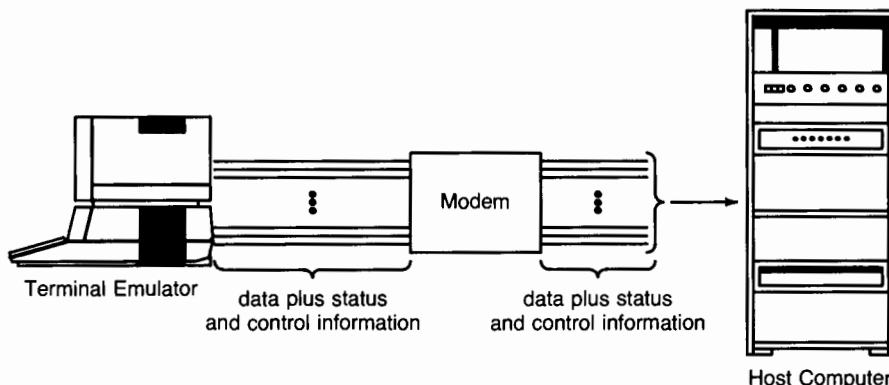 Modem
Terminal Emulator
data plus status
and control information
data plus status
and control information
Host Computer